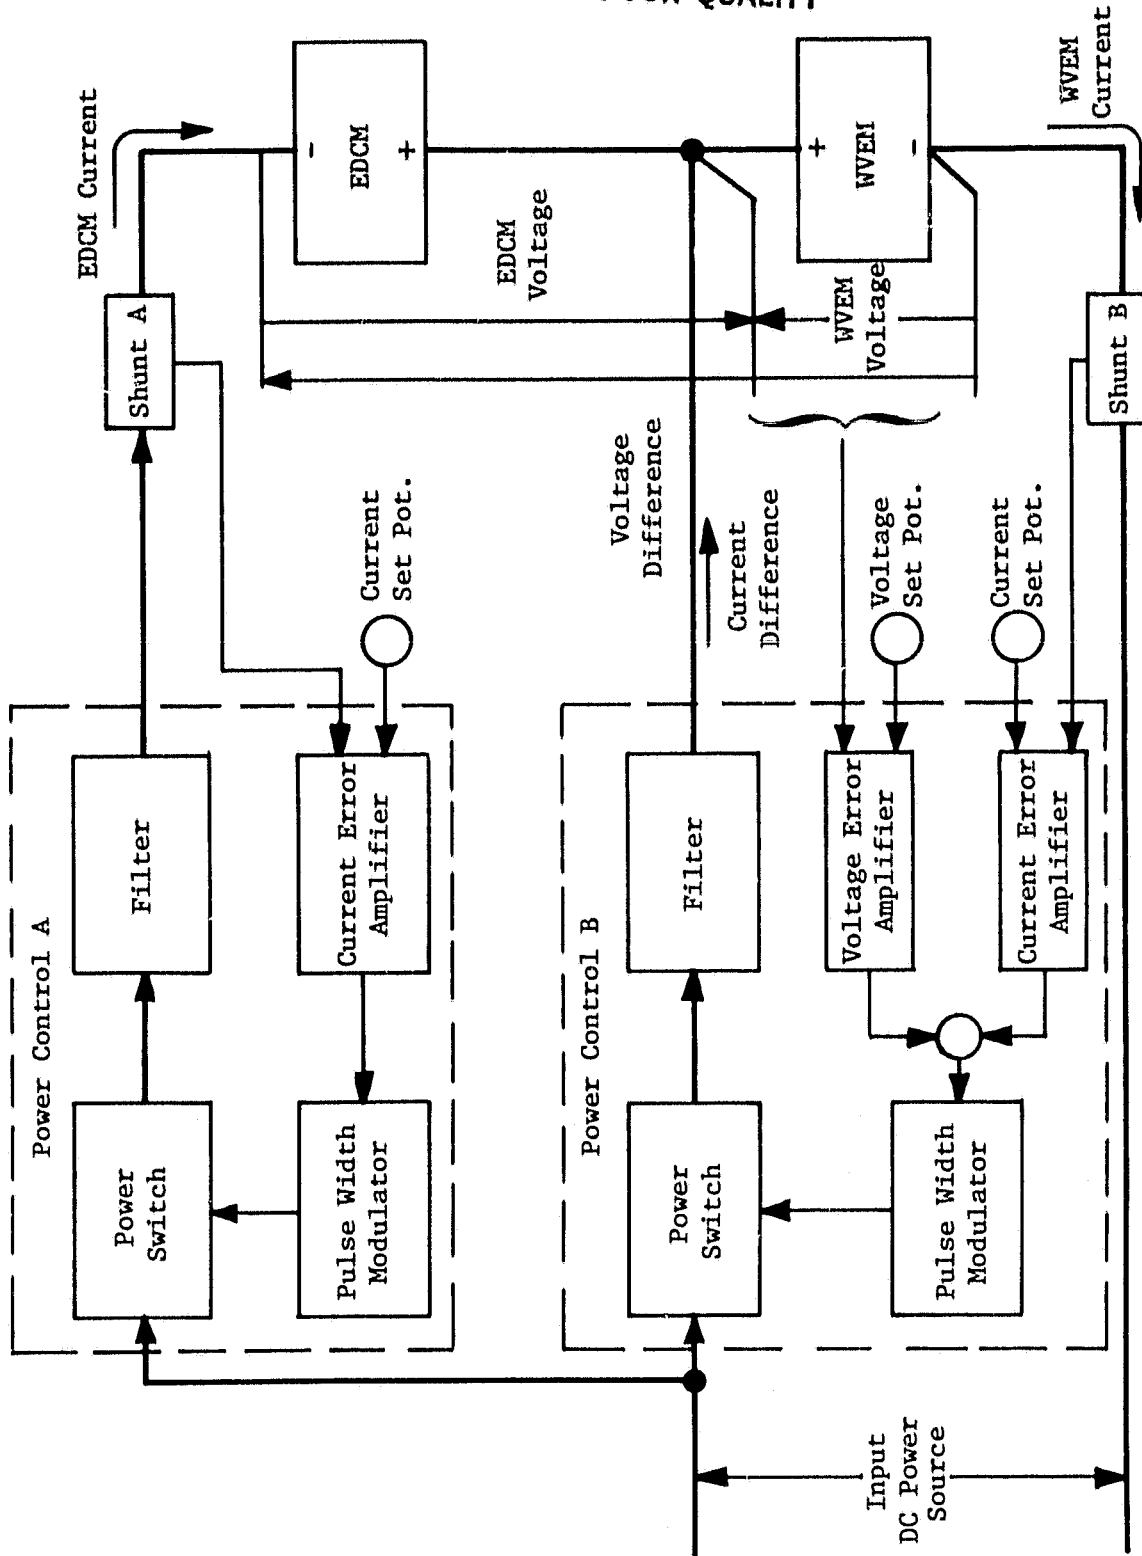 POOR QUALITY
EDCM Current
WVEM
Current
-
EDCM
+
+
WVEM
-
EDCM
Voltage
WVEM
Voltage
Shunt A
Shunt B
Voltage
Difference
Current
Difference
Current
Set Pot.
Voltage
Set Pot.
Current
Set Pot.
Power Control A
Filter
Current Error
Amplifier
Power
Switch
Pulse Width
Modulator
Power Control B
Filter
Voltage Error
Amplifier
Current Error
Amplifier
Power
Switch
Pulse Width
Modulator
Input
DC Power
Source